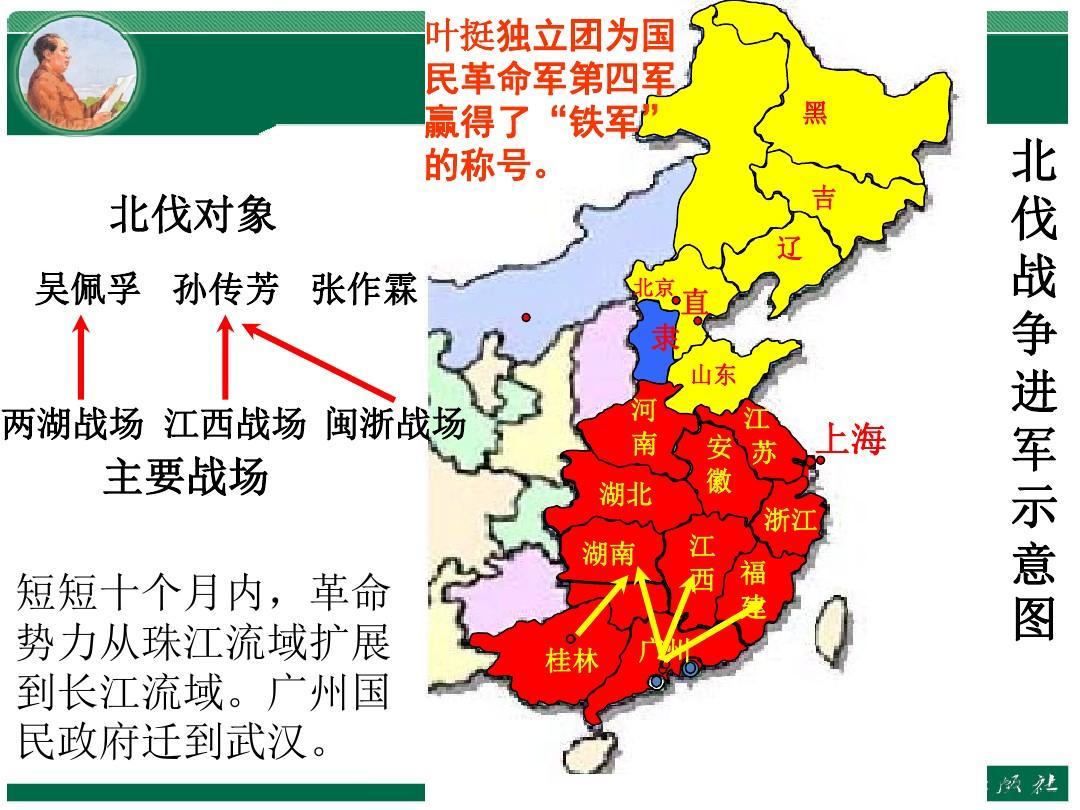 叶挺独立团为国
民革命军第四军
赢得了“铁军”
的称号。
北伐战争进军示意图
北伐对象
吴佩孚 孙传芳 张作霖
两湖战场 江西战场 闽浙战场
主要战场
短短十个月内，革命
势力从珠江流域扩展
到长江流域。广州国
民政府迁到武汉。
黑
吉
辽
北京
直
隶
山东
河
南
江
苏
安
徽
上海
湖北
浙江
湖南
江
西
福
建
桂林
广州
版社